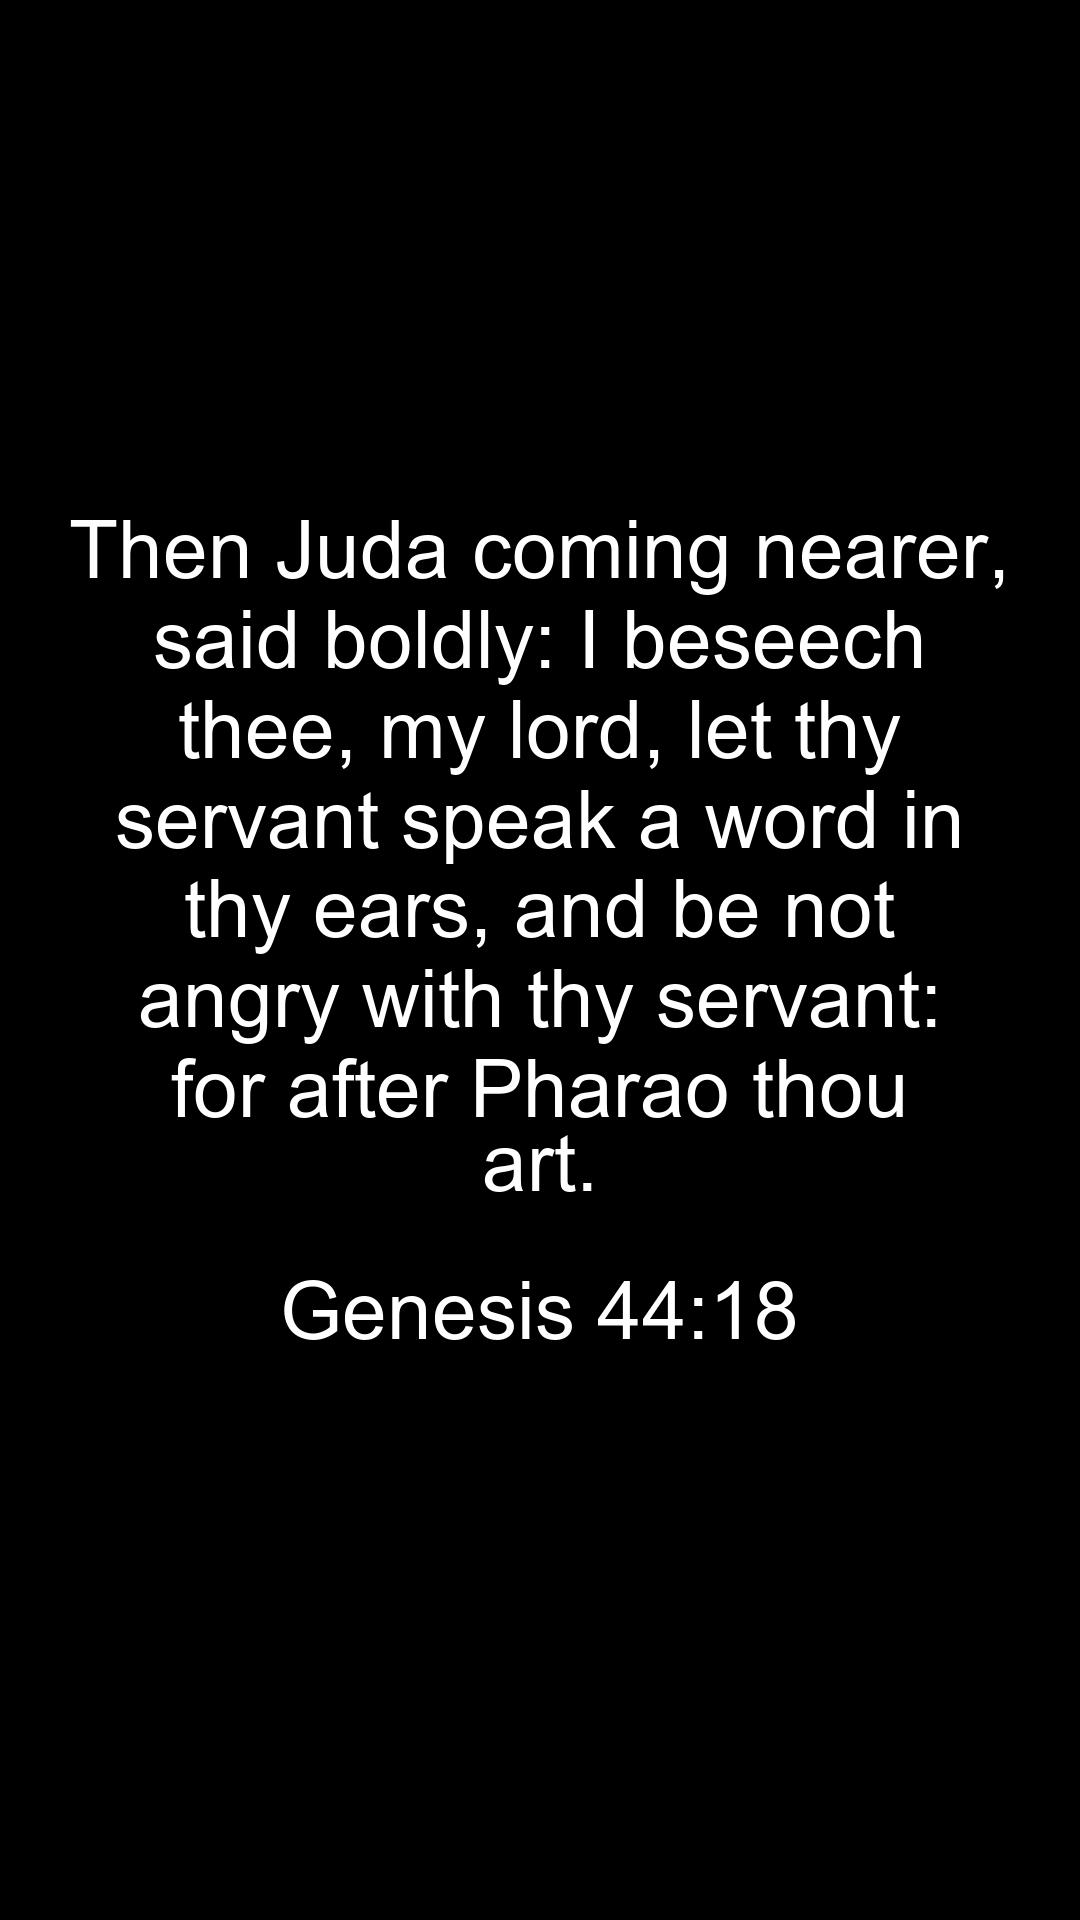 Then Juda coming nearer,
said boldly: I beseech
thee, my lord, let thy
servant speak a word in
thy ears, and be not
angry with thy servant:
for after Pharao thou
art.
Genesis 44:18